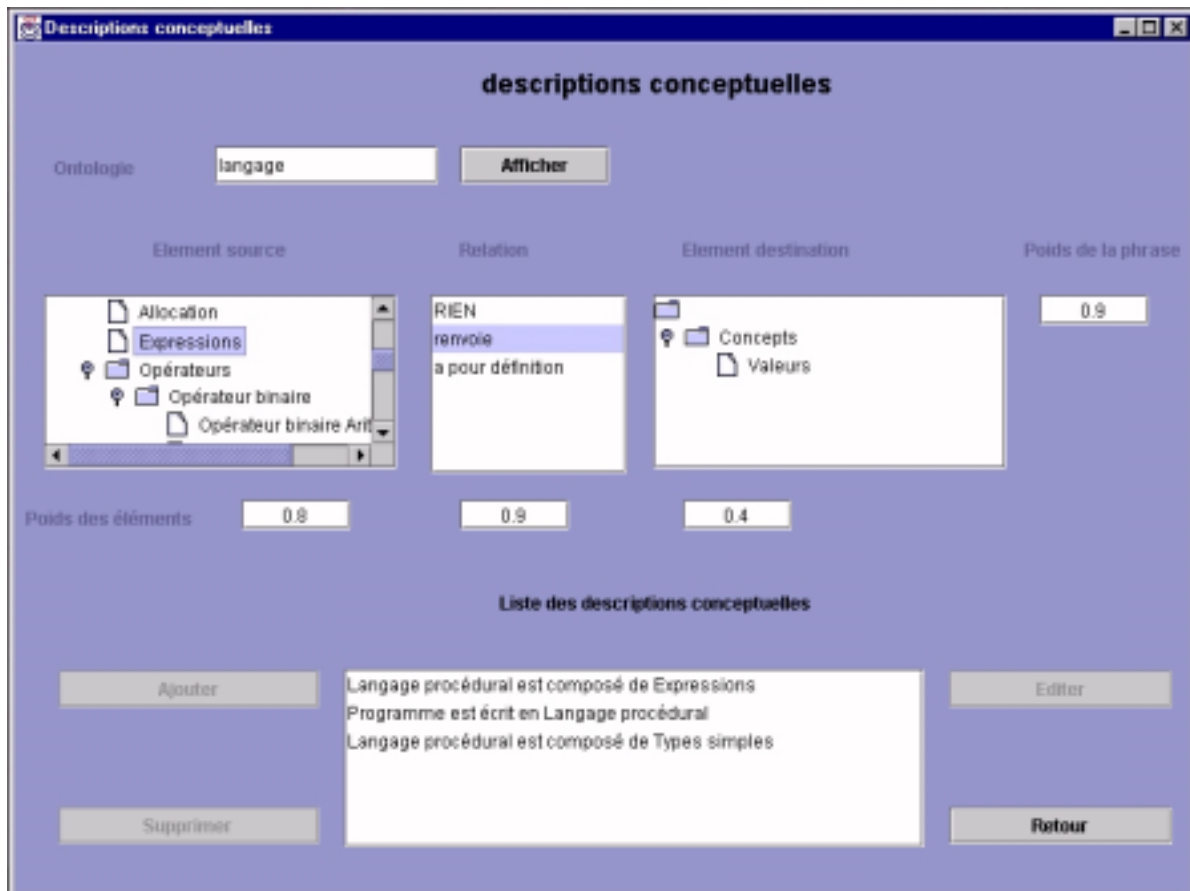 Descriptions conceptuelles
descriptions conceptuelles
Ontologie langage Afficher
Element source Relation Element destination Poids de la phrase
Allocation RIEN 0.9
Expressions renvoie Concepts
Opérateurs a pour définition Valeurs
Opérateur binaire
Opérateur binaire Arit
Poids des éléments 0.8 0.9 0.4
Liste des descriptions conceptuelles
Ajouter Langage procédural est composé de Expressions Editer
Programme est écrit en Langage procédural
Langage procédural est composé de Types simples
Supprimer Retour